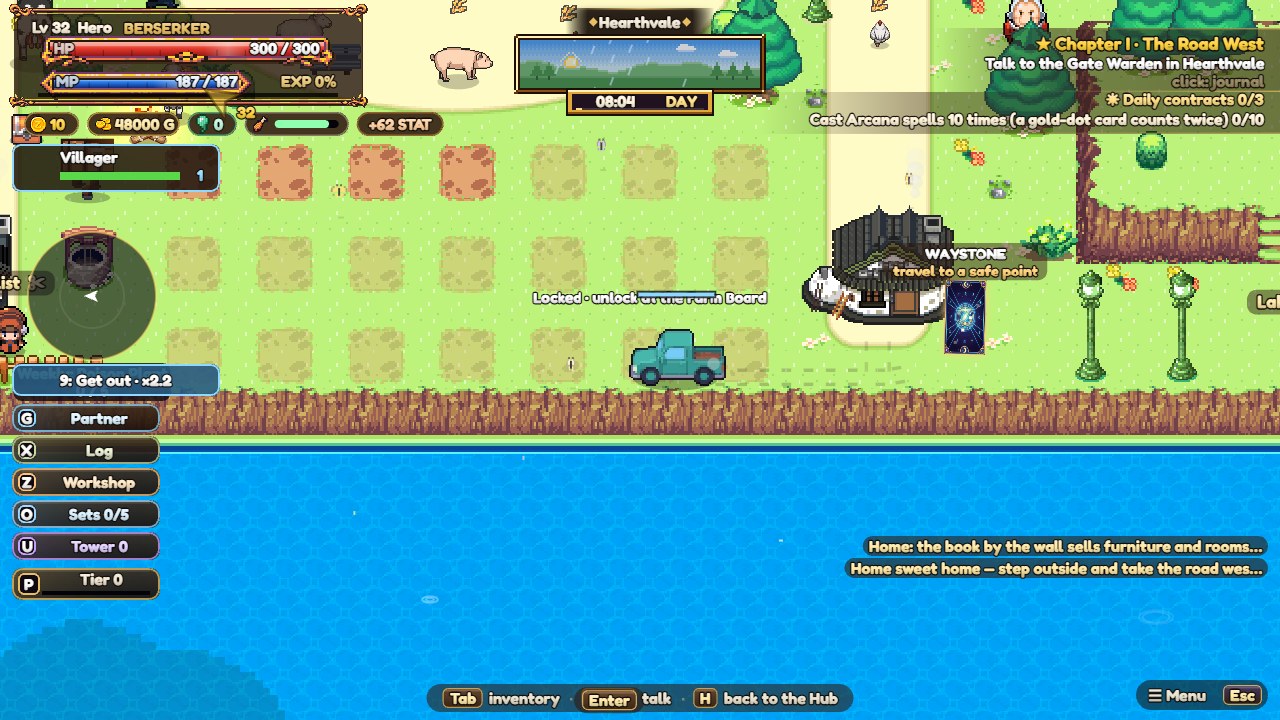 Lv 32 Hero BERSERKER
HP 300 / 300
MP 187 / 187 EXP 0%
32
10
48000 G
0
+62 STAT
Villager
1
◆Hearthvale◆
08:04 DAY
★ Chapter I · The Road West
Talk to the Gate Warden in Hearthvale
click: journal
☀ Daily contracts 0/3
Cast Arcana spells 10 times (a gold-dot card counts twice) 0/10
WAYSTONE
travel to a safe point
Locked · unlock at the Farm Board
9: Get out · x2.2
G Partner
X Log
Z Workshop
O Sets 0/5
U Tower 0
P Tier 0
Home: the book by the wall sells furniture and rooms...
Home sweet home — step outside and take the road wes...
Tab inventory · Enter talk · H back to the Hub
☰ Menu Esc